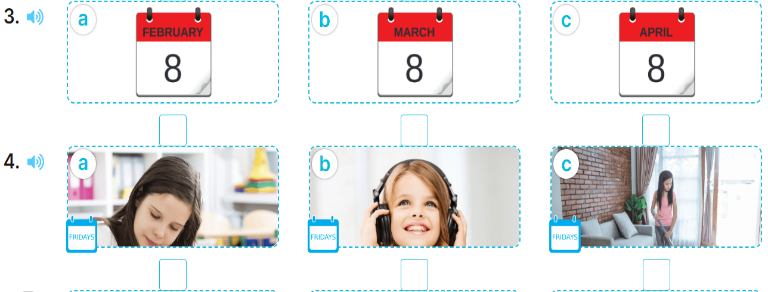 3.
a
b
c
FEBRUARY
MARCH
APRIL
8
8
8
4.
a
b
c
FRIDAYS
FRIDAYS
FRIDAYS